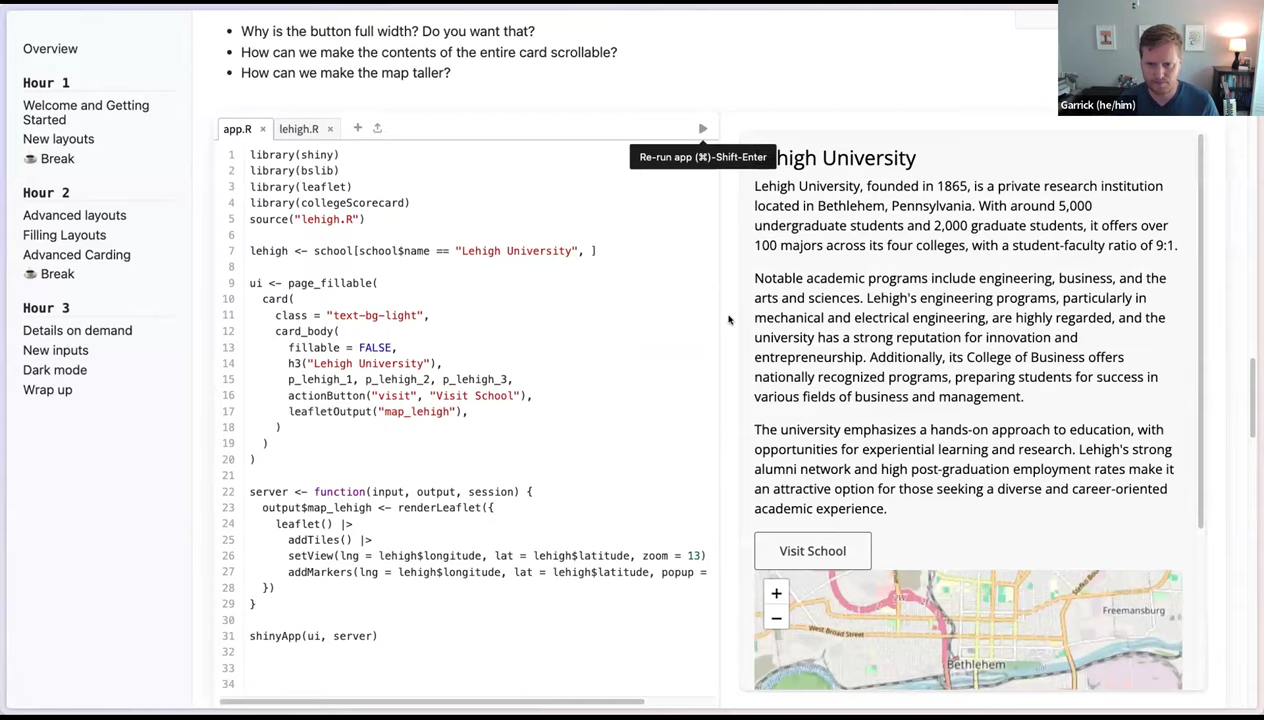 Why is the button full width? Do you want that?
How can we make the contents of the entire card scrollable?
How can we make the map taller?
Overview
Hour 1
Welcome and Getting
Started
New layouts
☕ Break
Hour 2
Advanced layouts
Filling Layouts
Advanced Carding
☕ Break
Hour 3
Details on demand
New inputs
Dark mode
Wrap up
Garrick (he/him)
app.R × lehigh.R × +
Re-run app (⌘)-Shift-Enter
1 library(shiny)
2 library(bslib)
3 library(leaflet)
4 library(collegeScorecard)
5 source("lehigh.R")
6
7 lehigh <- school[school$name == "Lehigh University", ]
8
9 ui <- page_fillable(
10 card(
11 class = "text-bg-light",
12 card_body(
13 fillable = FALSE,
14 h3("Lehigh University"),
15 p_lehigh_1, p_lehigh_2, p_lehigh_3,
16 actionButton("visit", "Visit School"),
17 leafletOutput("map_lehigh"),
18 )
19 )
20 )
21
22 server <- function(input, output, session) {
23 output$map_lehigh <- renderLeaflet({
24 leaflet() |>
25 addTiles() |>
26 setView(lng = lehigh$longitude, lat = lehigh$latitude, zoom = 13)
27 addMarkers(lng = lehigh$longitude, lat = lehigh$latitude, popup =
28 })
29 }
30
31 shinyApp(ui, server)
32
33
34
high University
Lehigh University, founded in 1865, is a private research institution
located in Bethlehem, Pennsylvania. With around 5,000
undergraduate students and 2,000 graduate students, it offers over
100 majors across its four colleges, with a student-faculty ratio of 9:1.
Notable academic programs include engineering, business, and the
arts and sciences. Lehigh's engineering programs, particularly in
mechanical and electrical engineering, are highly regarded, and the
university has a strong reputation for innovation and
entrepreneurship. Additionally, its College of Business offers
nationally recognized programs, preparing students for success in
various fields of business and management.
The university emphasizes a hands-on approach to education, with
opportunities for experiential learning and research. Lehigh's strong
alumni network and high post-graduation employment rates make it
an attractive option for those seeking a diverse and career-oriented
academic experience.
Visit School
+
−
West Broad Street
Freemansburg
Bethlehem